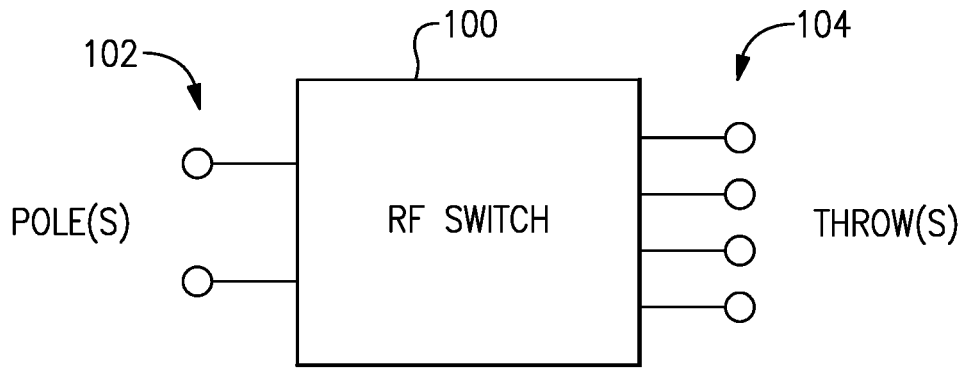 100
102
104
POLE(S)
RF SWITCH
THROW(S)